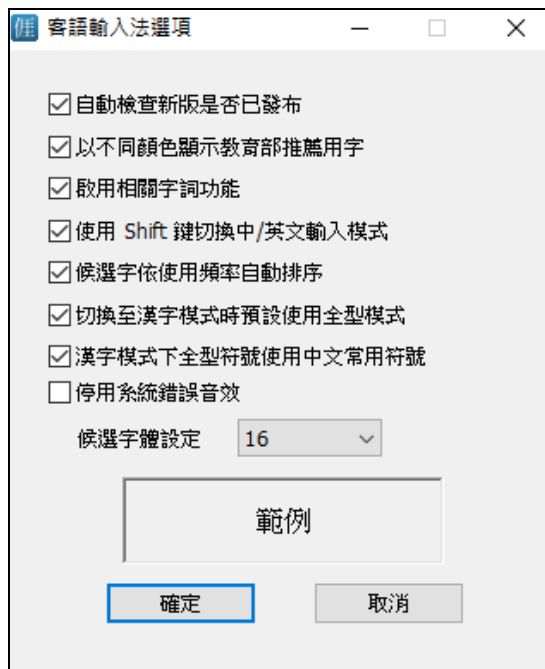 𠊎 客語輸入法選項
自動檢查新版是否已發布
以不同顏色顯示教育部推薦用字
啟用相關字詞功能
使用 Shift 鍵切換中/英文輸入模式
候選字依使用頻率自動排序
切換至漢字模式時預設使用全型模式
漢字模式下全型符號使用中文常用符號
停用系統錯誤音效
候選字體設定 16
範例
確定 取消